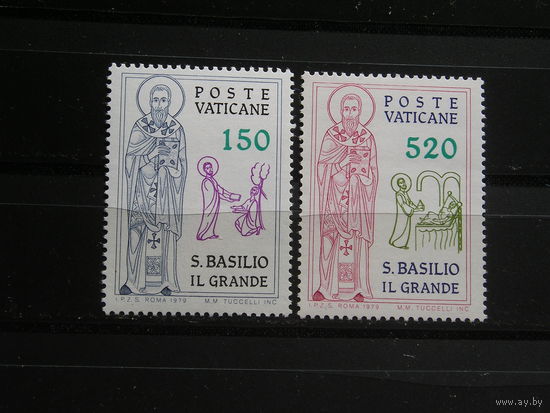 POSTE
VATICANE
150
S. BASILIO
IL GRANDE
I.P.Z.S. ROMA 1979 M.M. TUCCELLI INC
POSTE
VATICANE
520
S. BASILIO
IL GRANDE
I.P.Z.S. ROMA 1979 M.M. TUCCELLI INC.
www.ay.by